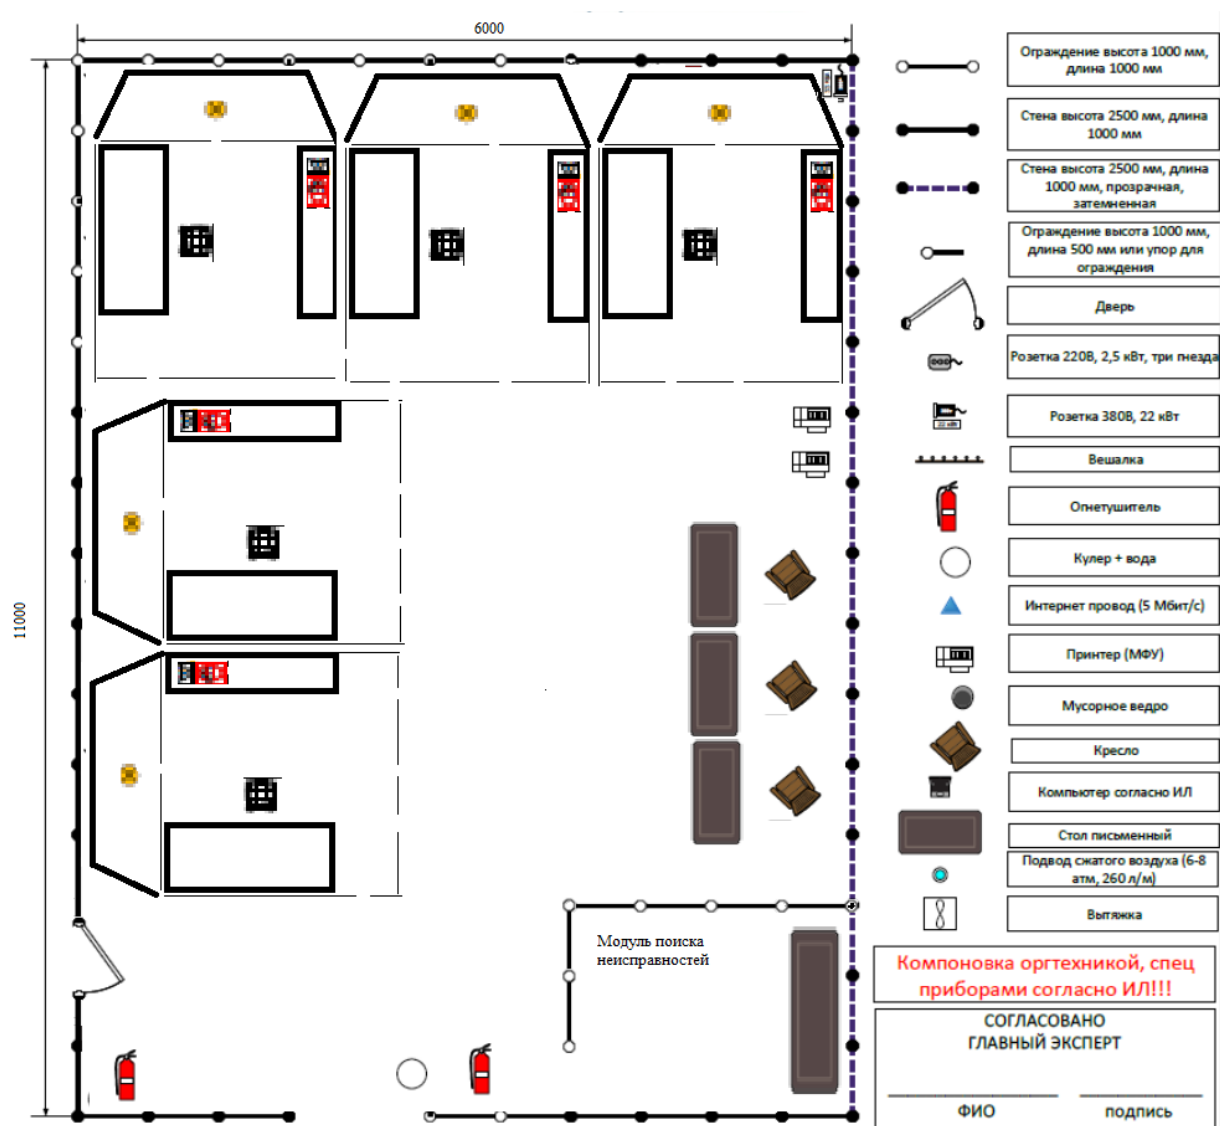 6000
11000
Модуль поиска
неисправностей
Ограждение высота 1000 мм,
длина 1000 мм
Стена высота 2500 мм, длина
1000 мм
Стена высота 2500 мм, длина
1000 мм, прозрачная,
затемненная
Ограждение высота 1000 мм,
длина 500 мм или упор для
ограждения
Дверь
Розетка 220В, 2,5 кВт, три гнезда
22 кВт
Розетка 380В, 22 кВт
Вешалка
Огнетушитель
Кулер + вода
Интернет провод (5 Мбит/с)
Принтер (МФУ)
Мусорное ведро
Кресло
Компьютер согласно ИЛ
Стол письменный
Подвод сжатого воздуха (6-8
атм, 260 л/м)
Вытяжка
Компоновка оргтехникой, спец
приборами согласно ИЛ!!!
СОГЛАСОВАНО
ГЛАВНЫЙ ЭКСПЕРТ
ФИО подпись